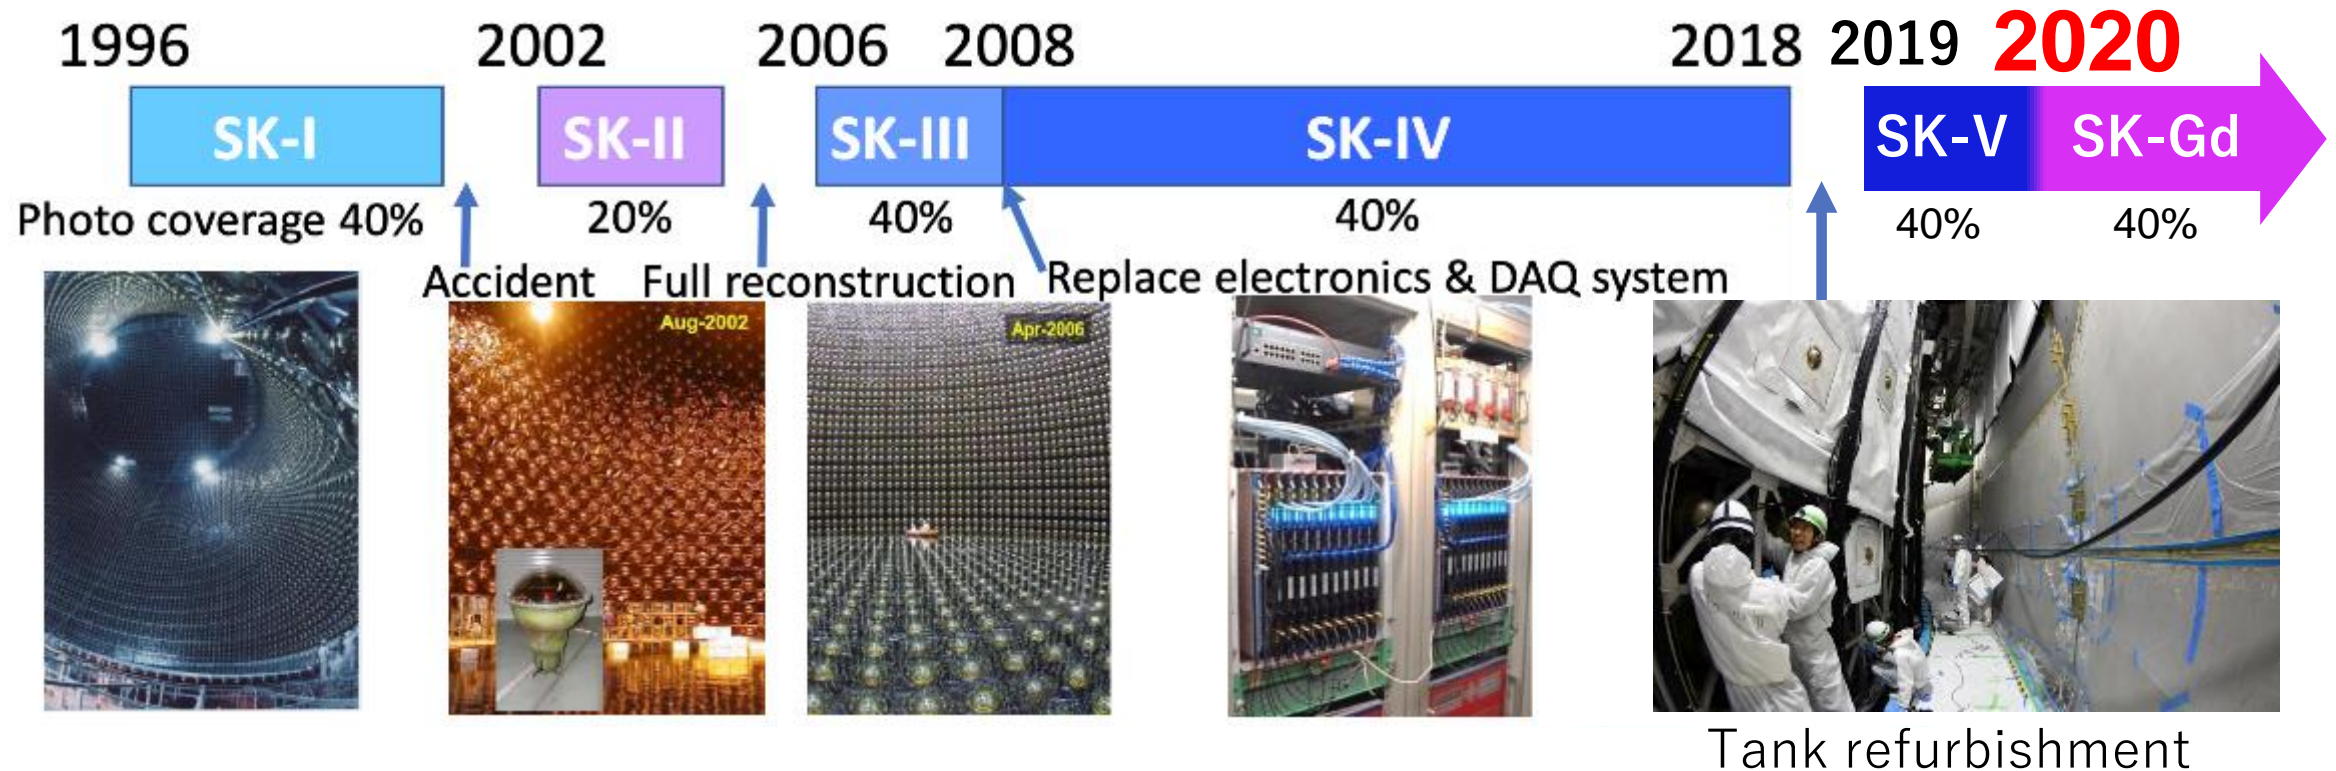 1996 2002 2006 2008 2018 2019 2020
SK-I SK-II SK-III SK-IV SK-V SK-Gd
Photo coverage 40% 20% 40% 40% 40% 40%
Accident Full reconstruction Replace electronics & DAQ system
Aug-2002 Apr-2006
Tank refurbishment